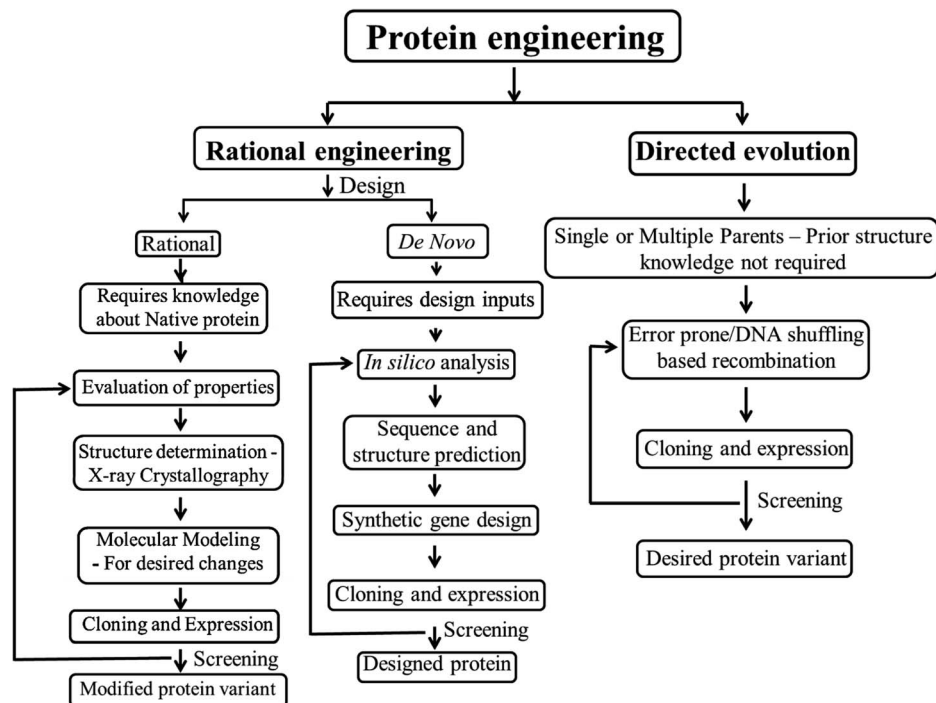 Protein engineering
Rational engineering
Directed evolution
Design
Rational
De Novo
Single or Multiple Parents – Prior structure
knowledge not required
Requires knowledge
about Native protein
Requires design inputs
Error prone/DNA shuffling
based recombination
Evaluation of properties
In silico analysis
Structure determination -
X-ray Crystallography
Sequence and
structure prediction
Cloning and expression
Screening
Molecular Modeling
- For desired changes
Synthetic gene design
Desired protein variant
Cloning and Expression
Cloning and expression
Screening
Screening
Modified protein variant
Designed protein